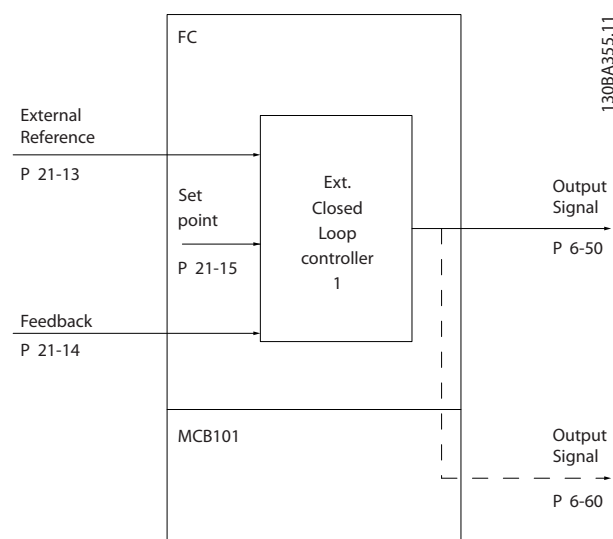 FC
130BA355.11
External
Reference
P 21-13
Set
point
P 21-15
Feedback
P 21-14
Ext.
Closed
Loop
controller
1
Output
Signal
P 6-50
MCB101
Output
Signal
P 6-60